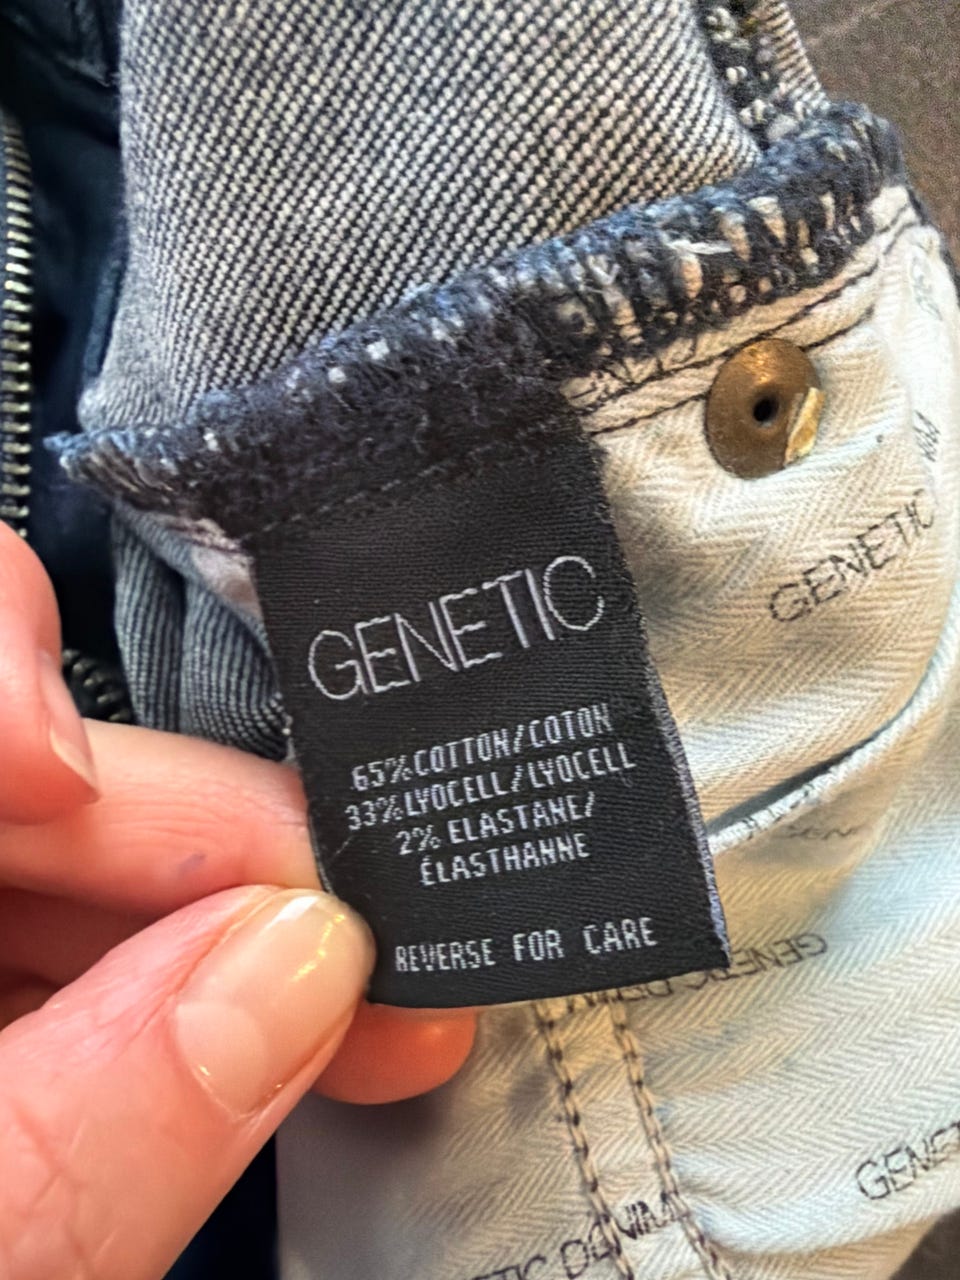 GENETIC
65% COTTON/COTON
33% LYOCELL/LYOCELL
2% ELASTANE/
ÉLASTHANNE
REVERSE FOR CARE
GENETIC
GENETIC DENIM
GENETIC